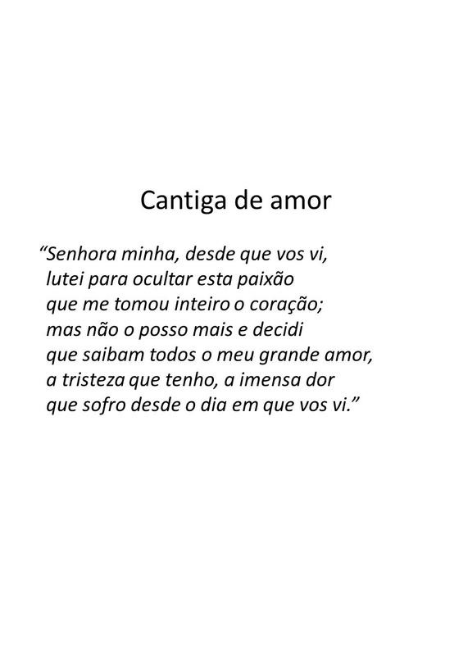 Cantiga de amor
“Senhora minha, desde que vos vi,
lutei para ocultar esta paixão
que me tomou inteiro o coração;
mas não o posso mais e decidi
que saibam todos o meu grande amor,
a tristeza que tenho, a imensa dor
que sofro desde o dia em que vos vi.”